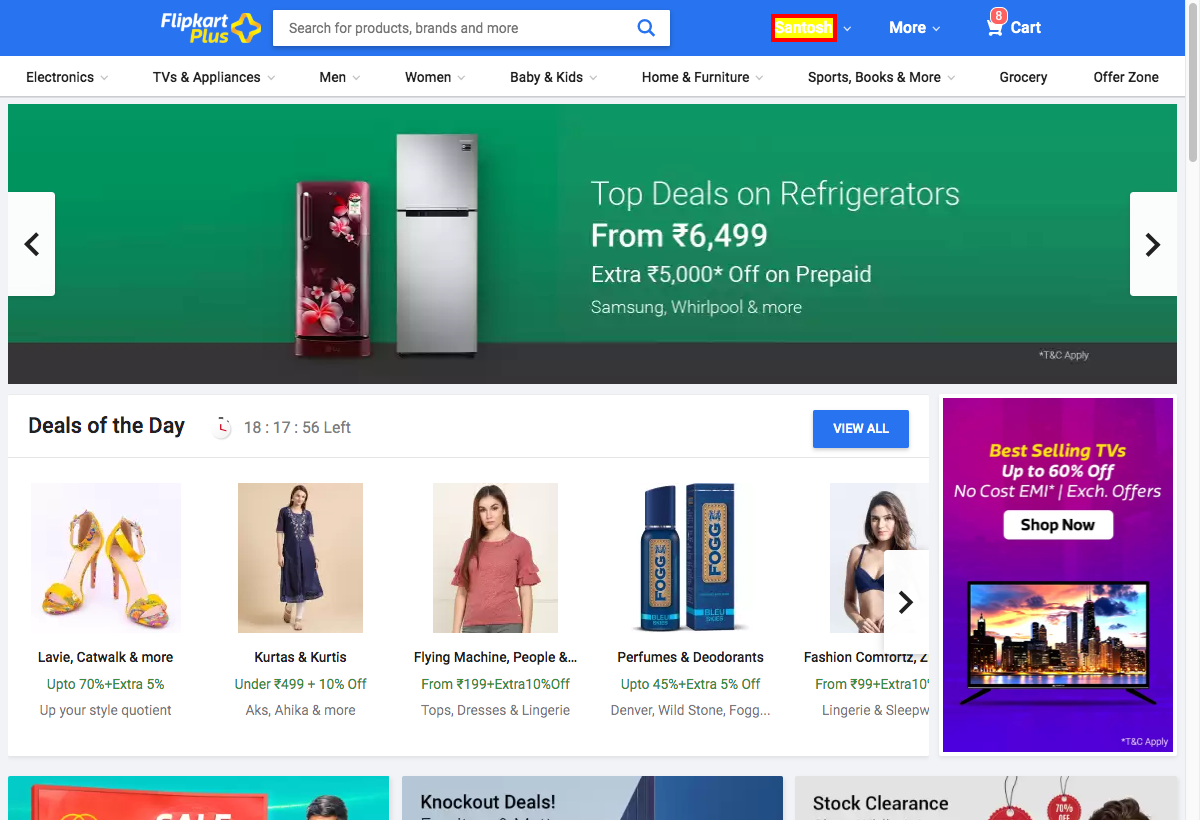 Flipkart
Plus
Search for products, brands and more
Santosh
More
8
Cart
Electronics
TVs & Appliances
Men
Women
Baby & Kids
Home & Furniture
Sports, Books & More
Grocery
Offer Zone
Top Deals on Refrigerators
From ₹6,499
Extra ₹5,000* Off on Prepaid
Samsung, Whirlpool & more
*T&C Apply
Deals of the Day
18 : 17 : 56 Left
VIEW ALL
FOGG
BLEU
SKIES
FOGG
BLEU
SKIES
Lavie, Catwalk & more
Upto 70%+Extra 5%
Up your style quotient
Kurtas & Kurtis
Under ₹499 + 10% Off
Aks, Ahika & more
Flying Machine, People &...
From ₹199+Extra10%Off
Tops, Dresses & Lingerie
Perfumes & Deodorants
Upto 45%+Extra 5% Off
Denver, Wild Stone, Fogg...
Fashion Comfortz, Z
From ₹99+Extra10
Lingerie & Sleepw
Best Selling TVs
Up to 60% Off
No Cost EMI* | Exch. Offers
Shop Now
*T&C Apply
SALE
Knockout Deals!
Stock Clearance
70%
OFF